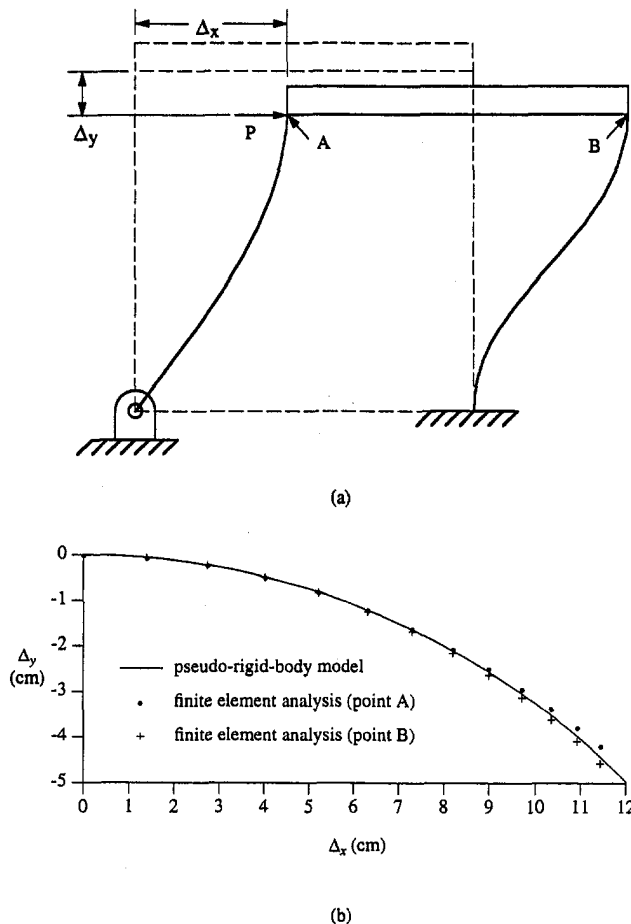 Δx
Δy
P
A
B
(a)
0
-1
-2
-3
-4
-5
Δy
(cm)
pseudo-rigid-body model
finite element analysis (point A)
finite element analysis (point B)
0 1 2 3 4 5 6 7 8 9 10 11 12
Δx (cm)
(b)